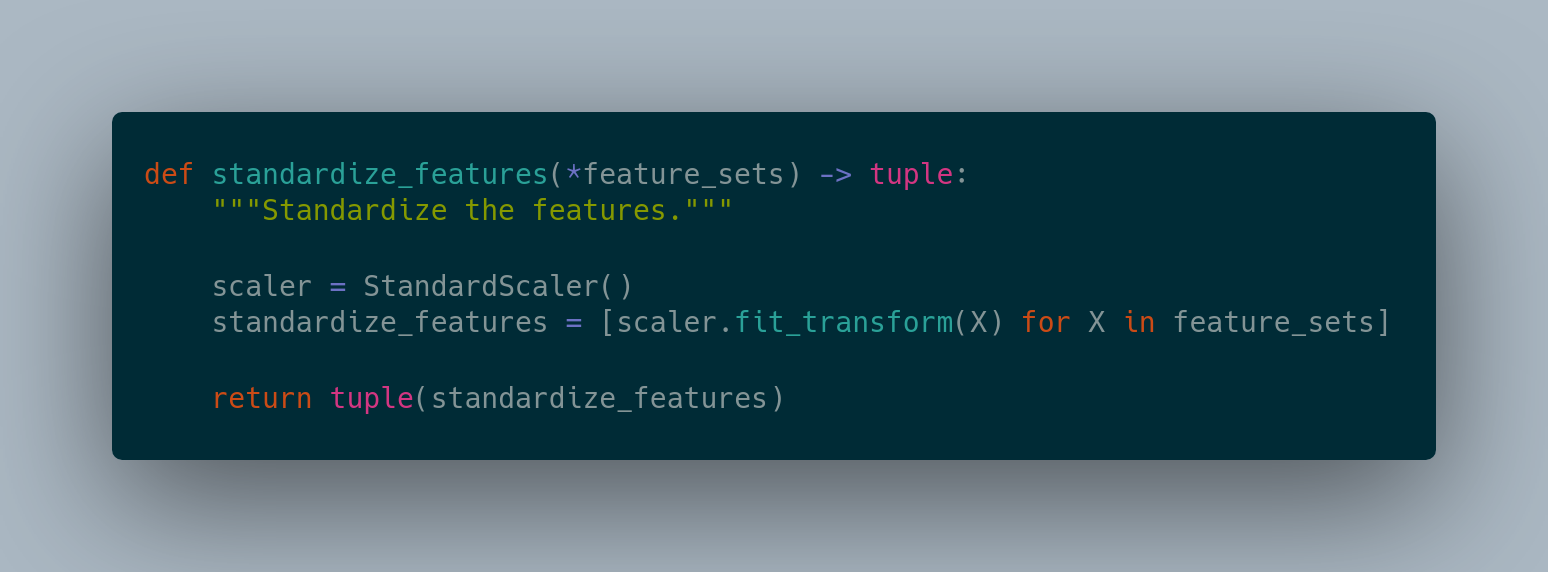 def standardize_features(*feature_sets) -> tuple:
    """Standardize the features."""

    scaler = StandardScaler()
    standardize_features = [scaler.fit_transform(X) for X in feature_sets]

    return tuple(standardize_features)